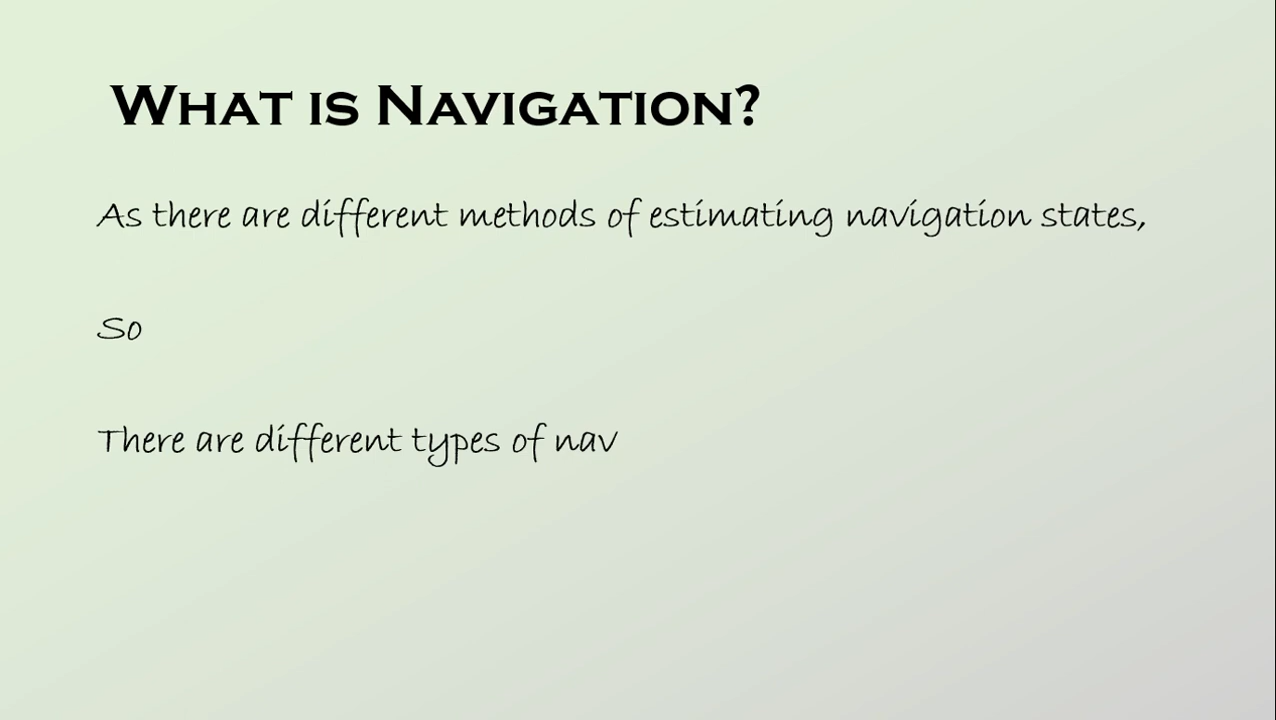 What is Navigation?
As there are different methods of estimating navigation states,
So
There are different types of nav